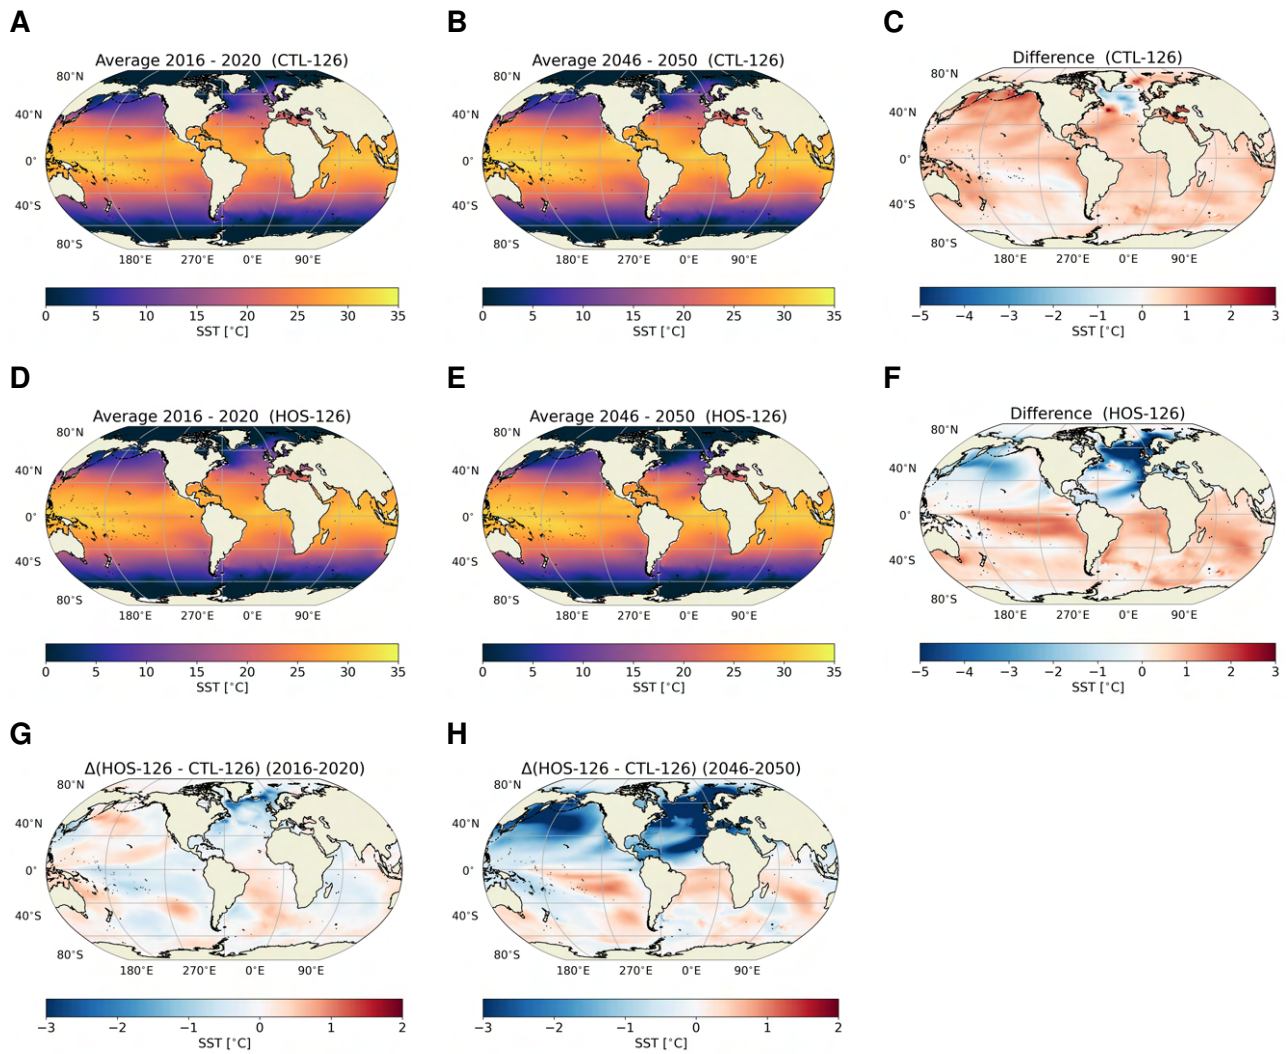 A
B
C
Average 2016 - 2020 (CTL-126)
Average 2046 - 2050 (CTL-126)
Difference (CTL-126)
80°N
40°N
0°
40°S
80°S
180°E 270°E 0°E 90°E
80°N
40°N
0°
40°S
80°S
180°E 270°E 0°E 90°E
80°N
40°N
0°
40°S
80°S
180°E 270°E 0°E 90°E
0 5 10 15 20 25 30 35
SST [°C]
0 5 10 15 20 25 30 35
SST [°C]
−5 −4 −3 −2 −1 0 1 2 3
SST [°C]
D
E
F
Average 2016 - 2020 (HOS-126)
Average 2046 - 2050 (HOS-126)
Difference (HOS-126)
80°N
40°N
0°
40°S
80°S
180°E 270°E 0°E 90°E
80°N
40°N
0°
40°S
80°S
180°E 270°E 0°E 90°E
80°N
40°N
0°
40°S
80°S
180°E 270°E 0°E 90°E
0 5 10 15 20 25 30 35
SST [°C]
0 5 10 15 20 25 30 35
SST [°C]
−5 −4 −3 −2 −1 0 1 2 3
SST [°C]
G
H
Δ(HOS-126 - CTL-126) (2016-2020)
Δ(HOS-126 - CTL-126) (2046-2050)
80°N
40°N
0°
40°S
80°S
180°E 270°E 0°E 90°E
80°N
40°N
0°
40°S
80°S
180°E 270°E 0°E 90°E
−3 −2 −1 0 1 2
SST [°C]
−3 −2 −1 0 1 2
SST [°C]